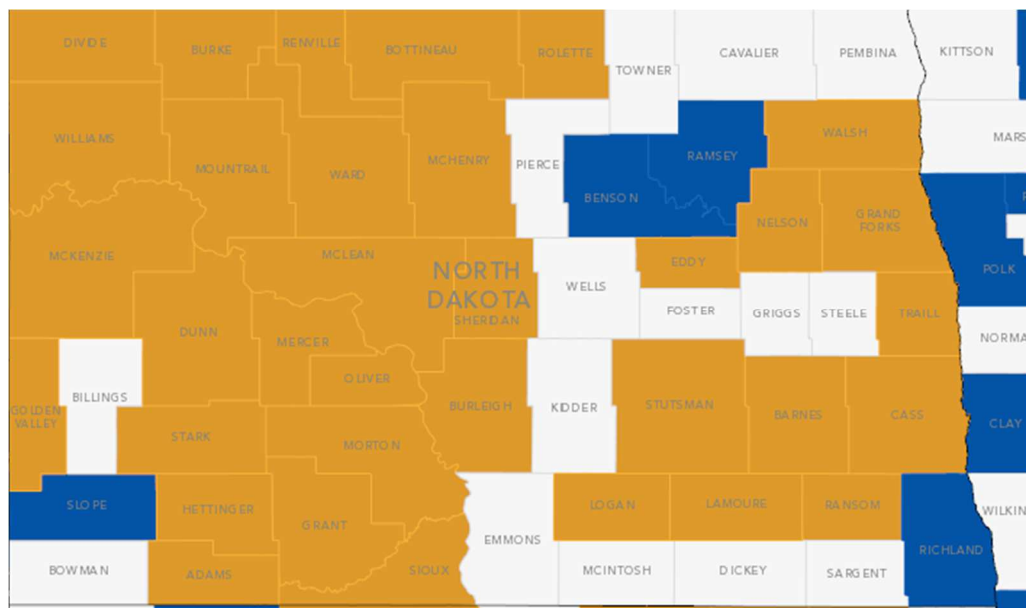 DIVIDE
BURKE
RENVILLE
BOTTINEAU
ROLETTE
TOWNER
CAVALIER
PEMBINA
KITTSON
WILLIAMS
MOUNTRAIL
WARD
MCHENRY
PIERCE
BENSON
RAMSEY
WALSH
MARS
MCKENZIE
MCLEAN
NORTH
DAKOTA
SHERIDAN
WELLS
EDDY
NELSON
GRAND
FORKS
POLK
DUNN
MERCER
OLIVER
FOSTER
GRIGGS
STEELE
TRAILL
NORMA
GOLDEN
VALLEY
BILLINGS
STARK
MORTON
BURLEIGH
KIDDER
STUTSMAN
BARNES
CASS
CLAY
SLOPE
HETTINGER
GRANT
EMMONS
LOGAN
LAMOURE
RANSOM
RICHLAND
WILKIN
BOWMAN
ADAMS
SIOUX
MCINTOSH
DICKEY
SARGENT